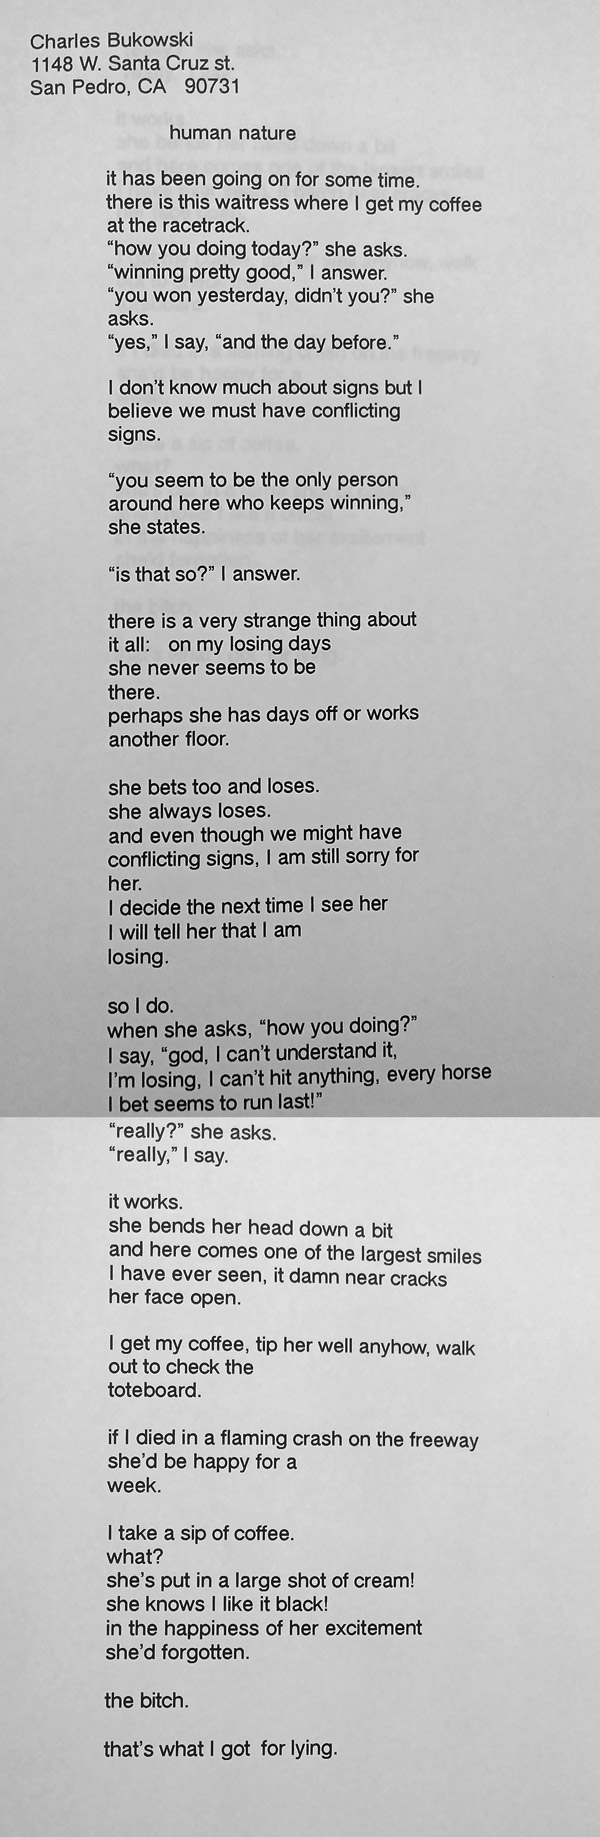 Charles Bukowski
1148 W. Santa Cruz st.
San Pedro, CA 90731
human nature
it has been going on for some time.
there is this waitress where I get my coffee
at the racetrack.
“how you doing today?” she asks.
“winning pretty good,” I answer.
“you won yesterday, didn’t you?” she
asks.
“yes,” I say, “and the day before.”
I don’t know much about signs but I
believe we must have conflicting
signs.
“you seem to be the only person
around here who keeps winning,”
she states.
“is that so?” I answer.
there is a very strange thing about
it all: on my losing days
she never seems to be
there.
perhaps she has days off or works
another floor.
she bets too and loses.
she always loses.
and even though we might have
conflicting signs, I am still sorry for
her.
I decide the next time I see her
I will tell her that I am
losing.
so I do.
when she asks, “how you doing?”
I say, “god, I can’t understand it,
I’m losing, I can’t hit anything, every horse
I bet seems to run last!”
“really?” she asks.
“really,” I say.
it works.
she bends her head down a bit
and here comes one of the largest smiles
I have ever seen, it damn near cracks
her face open.
I get my coffee, tip her well anyhow, walk
out to check the
toteboard.
if I died in a flaming crash on the freeway
she’d be happy for a
week.
I take a sip of coffee.
what?
she’s put in a large shot of cream!
she knows I like it black!
in the happiness of her excitement
she’d forgotten.
the bitch.
that’s what I got for lying.